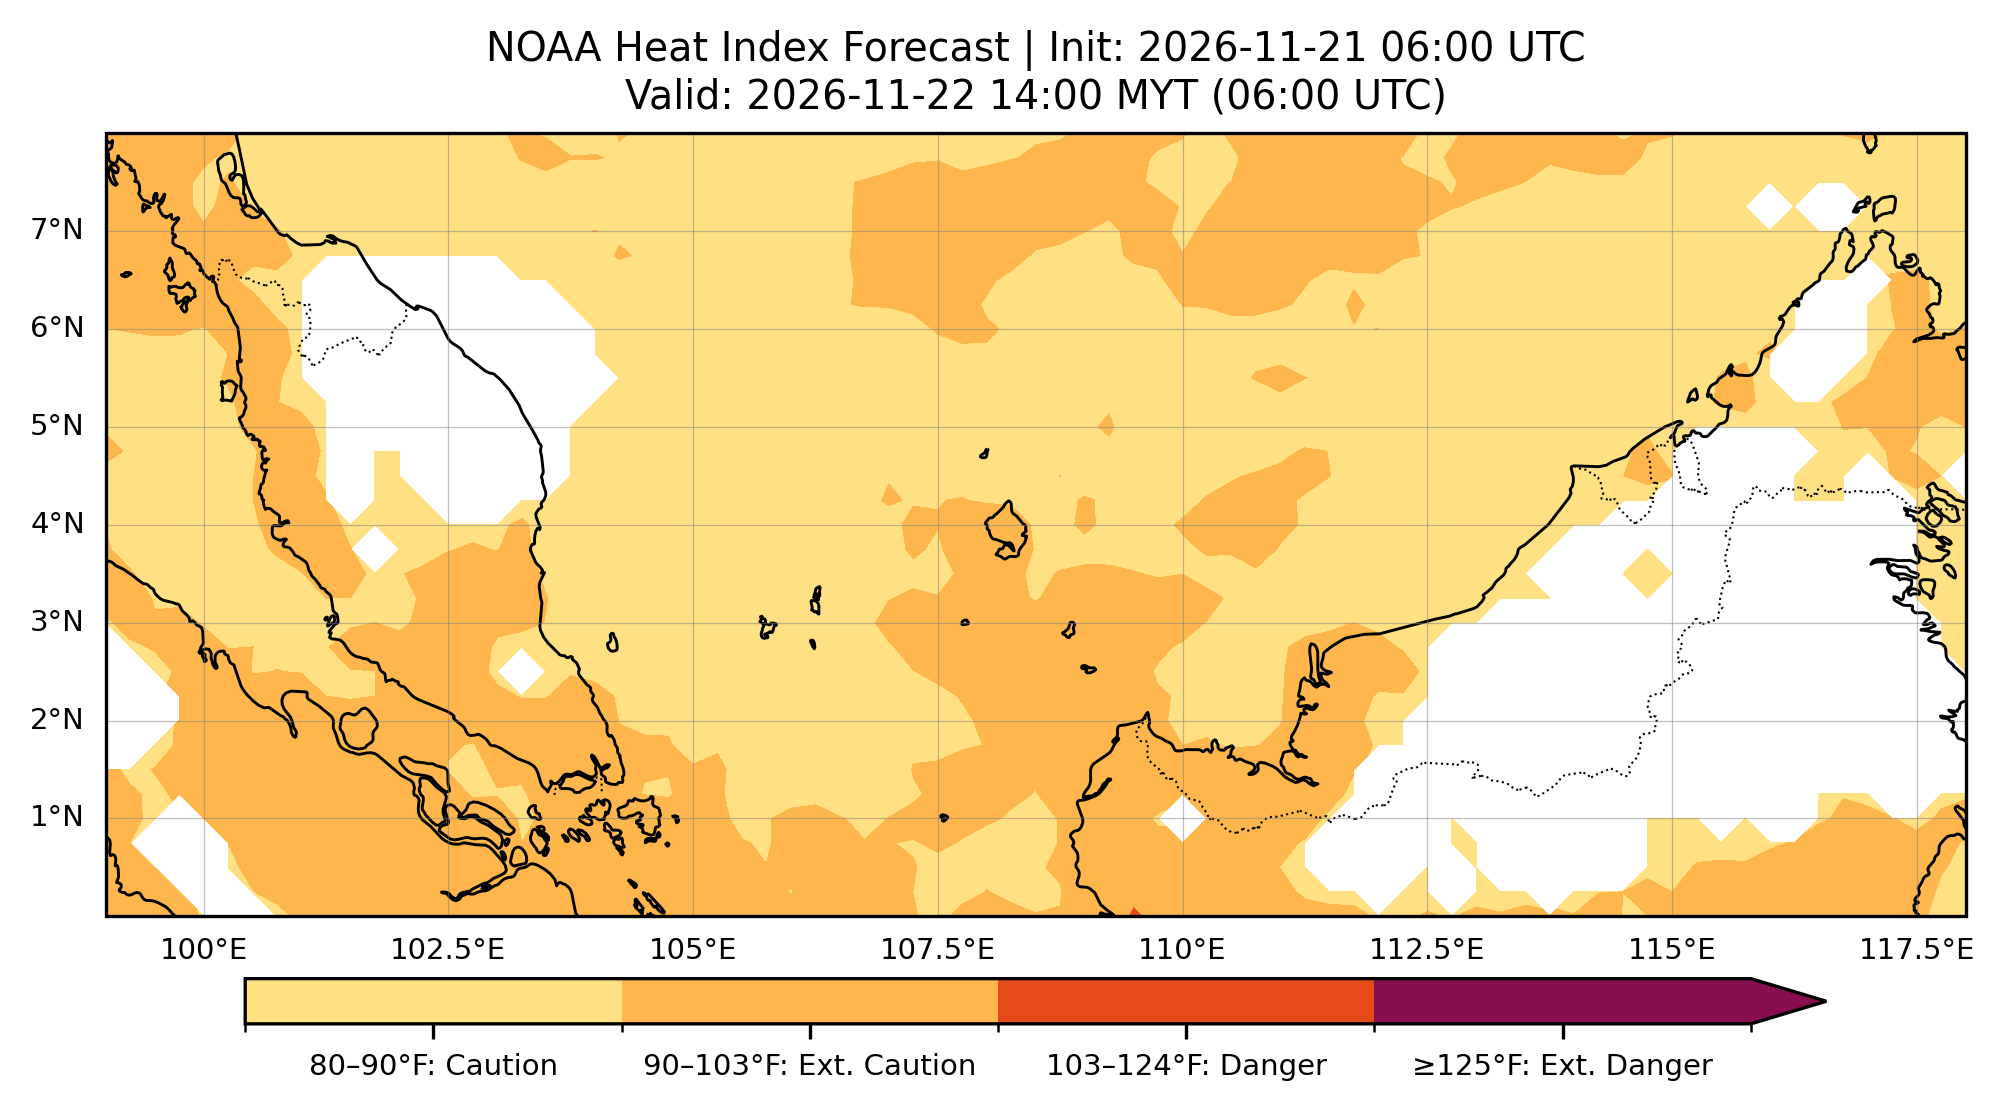 NOAA Heat Index Forecast | Init: 2026-11-21 06:00 UTC
Valid: 2026-11-22 14:00 MYT (06:00 UTC)
7°N
6°N
5°N
4°N
3°N
2°N
1°N
100°E 102.5°E 105°E 107.5°E 110°E 112.5°E 115°E 117.5°E
80–90°F: Caution 90–103°F: Ext. Caution 103–124°F: Danger ≥125°F: Ext. Danger